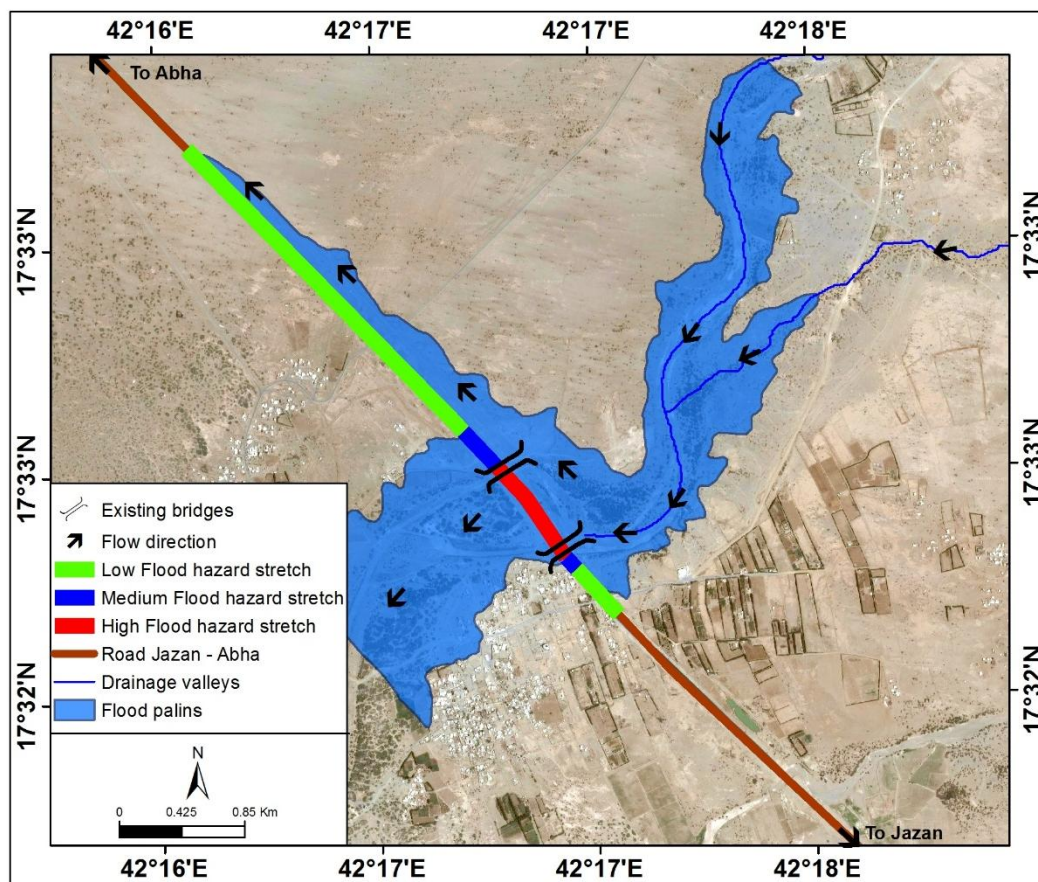 42°16'E 42°17'E 42°17'E 42°18'E
To Abha
17°33'N
17°33'N
17°33'N
17°33'N
17°32'N
17°32'N
Existing bridges
Flow direction
Low Flood hazard stretch
Medium Flood hazard stretch
High Flood hazard stretch
Road Jazan - Abha
Drainage valleys
Flood palins
N
0 0.425 0.85 Km
To Jazan
42°16'E 42°17'E 42°17'E 42°18'E